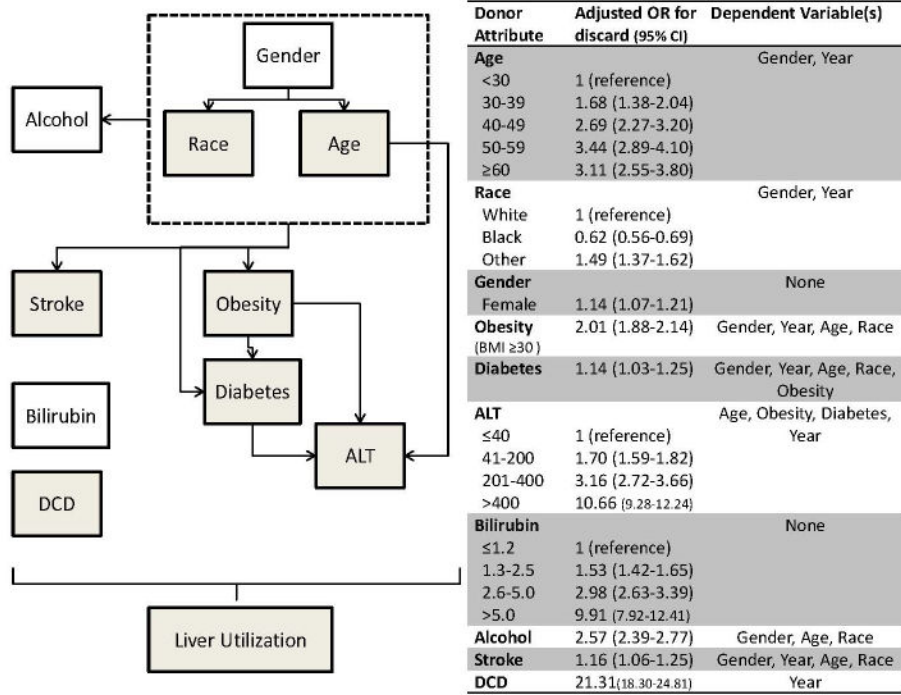 Gender
Alcohol
Race
Age
Stroke
Obesity
Diabetes
Bilirubin
ALT
DCD
Liver Utilization
Donor Attribute Adjusted OR for discard (95% CI) Dependent Variable(s)
Age Gender, Year
<30 1 (reference)
30-39 1.68 (1.38-2.04)
40-49 2.69 (2.27-3.20)
50-59 3.44 (2.89-4.10)
≥60 3.11 (2.55-3.80)
Race Gender, Year
White 1 (reference)
Black 0.62 (0.56-0.69)
Other 1.49 (1.37-1.62)
Gender None
Female 1.14 (1.07-1.21)
Obesity 2.01 (1.88-2.14) Gender, Year, Age, Race
(BMI ≥30 )
Diabetes 1.14 (1.03-1.25) Gender, Year, Age, Race,
Obesity
ALT Age, Obesity, Diabetes,
≤40 1 (reference) Year
41-200 1.70 (1.59-1.82)
201-400 3.16 (2.72-3.66)
>400 10.66 (9.28-12.24)
Bilirubin None
≤1.2 1 (reference)
1.3-2.5 1.53 (1.42-1.65)
2.6-5.0 2.98 (2.63-3.39)
>5.0 9.91 (7.92-12.41)
Alcohol 2.57 (2.39-2.77) Gender, Age, Race
Stroke 1.16 (1.06-1.25) Gender, Year, Age, Race
DCD 21.31(18.30-24.81) Year